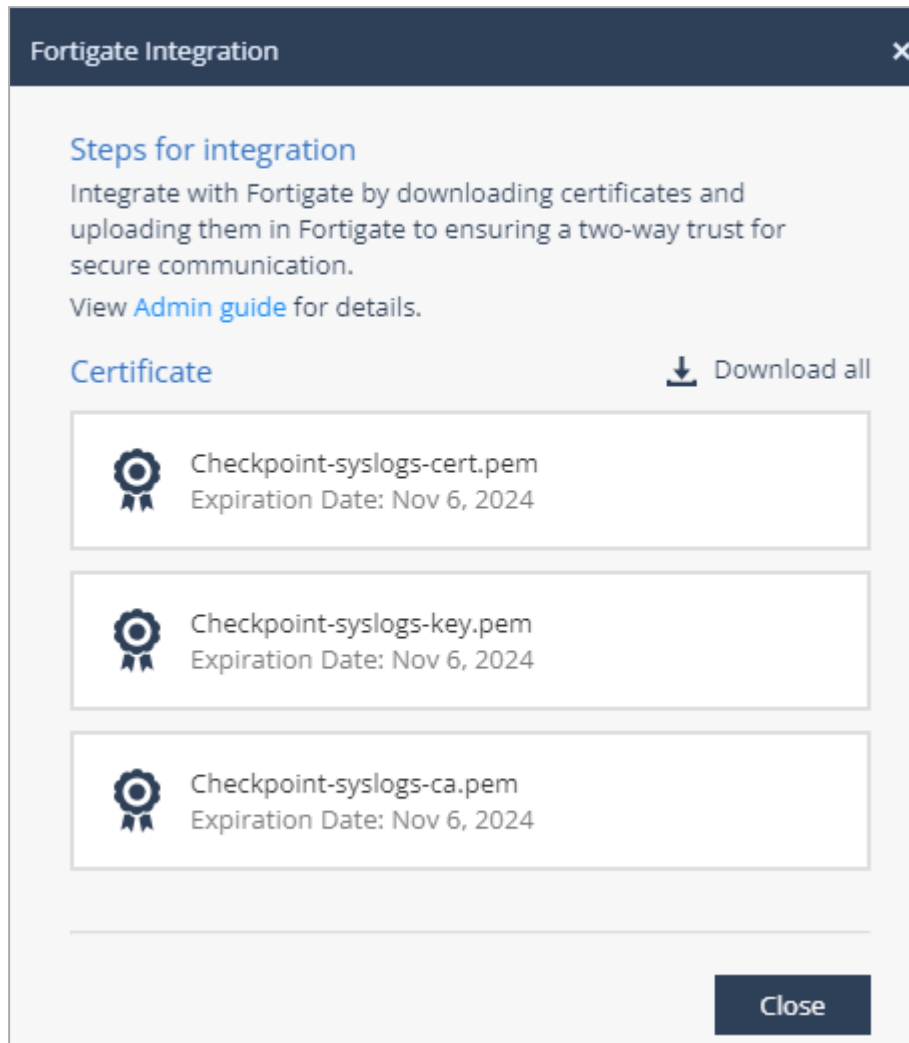 Fortigate Integration
Steps for integration
Integrate with Fortigate by downloading certificates and
uploading them in Fortigate to ensuring a two-way trust for
secure communication.
View Admin guide for details.
Certificate
Download all
Checkpoint-syslogs-cert.pem
Expiration Date: Nov 6, 2024
Checkpoint-syslogs-key.pem
Expiration Date: Nov 6, 2024
Checkpoint-syslogs-ca.pem
Expiration Date: Nov 6, 2024
Close